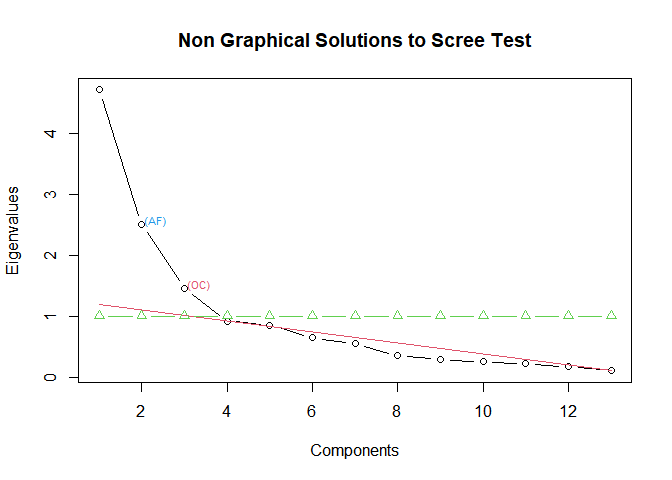 Non Graphical Solutions to Scree Test
Eigenvalues
4
3
2
1
0
(AF)
(OC)
2 4 6 8 10 12
Components